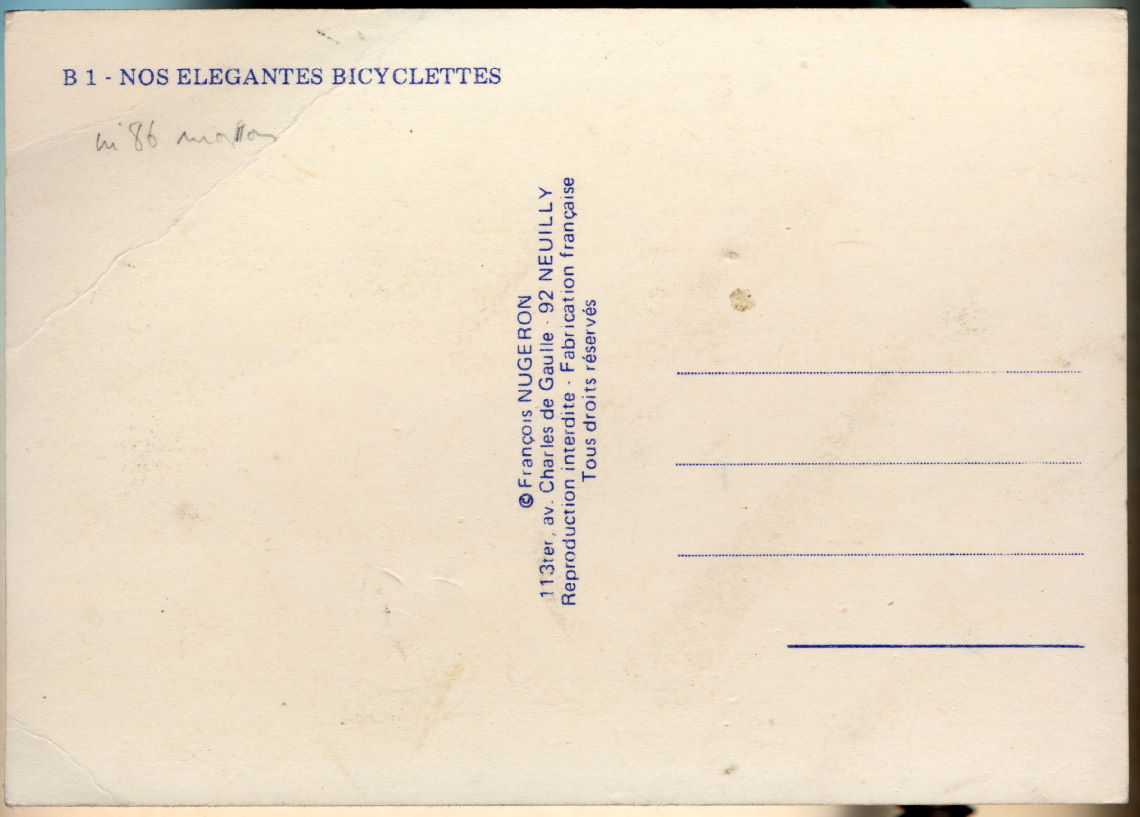 B 1 - NOS ELEGANTES BICYCLETTES
86
© François NUGERON
113ter, av. Charles de Gaulle - 92 NEUILLY
Reproduction interdite - Fabrication française
Tous droits réservés